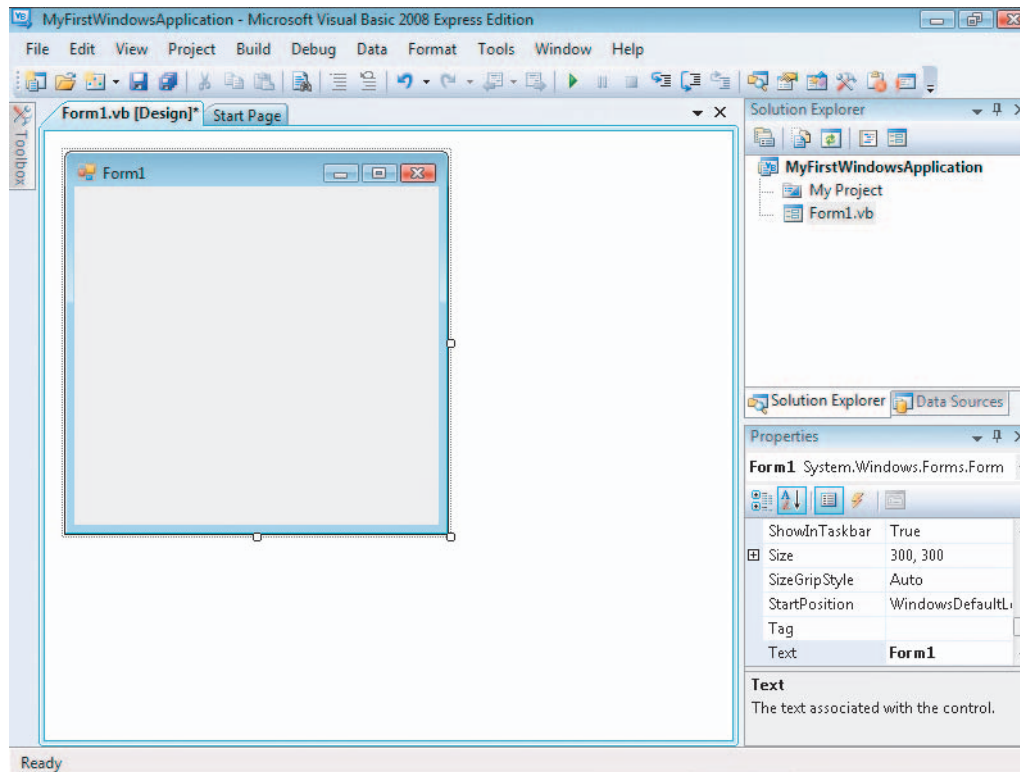 MyFirstWindowsApplication - Microsoft Visual Basic 2008 Express Edition
File Edit View Project Build Debug Data Format Tools Window Help
Toolbox
Form1.vb [Design]* Start Page
Form1
Solution Explorer
MyFirstWindowsApplication
My Project
Form1.vb
Solution Explorer Data Sources
Properties
Form1 System.Windows.Forms.Form
ShowInTaskbar True
Size 300, 300
SizeGripStyle Auto
StartPosition WindowsDefaultL
Tag
Text Form1
Text
The text associated with the control.
Ready